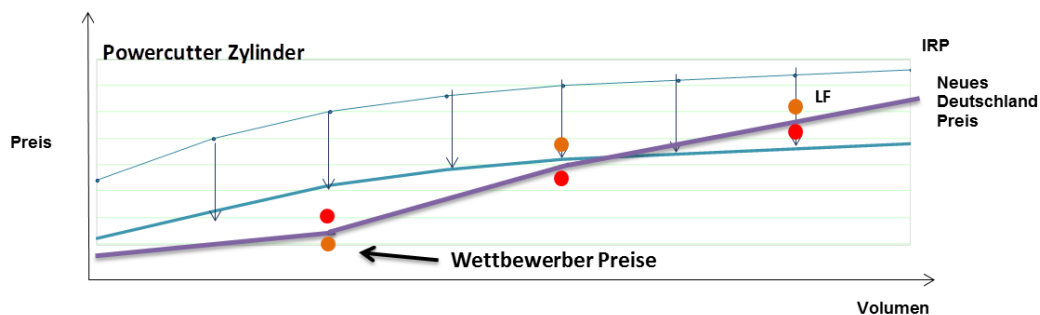 Powercutter Zylinder
IRP
Neues
Deutschland
Preis
LF
Preis
Wettbewerber Preise
Volumen